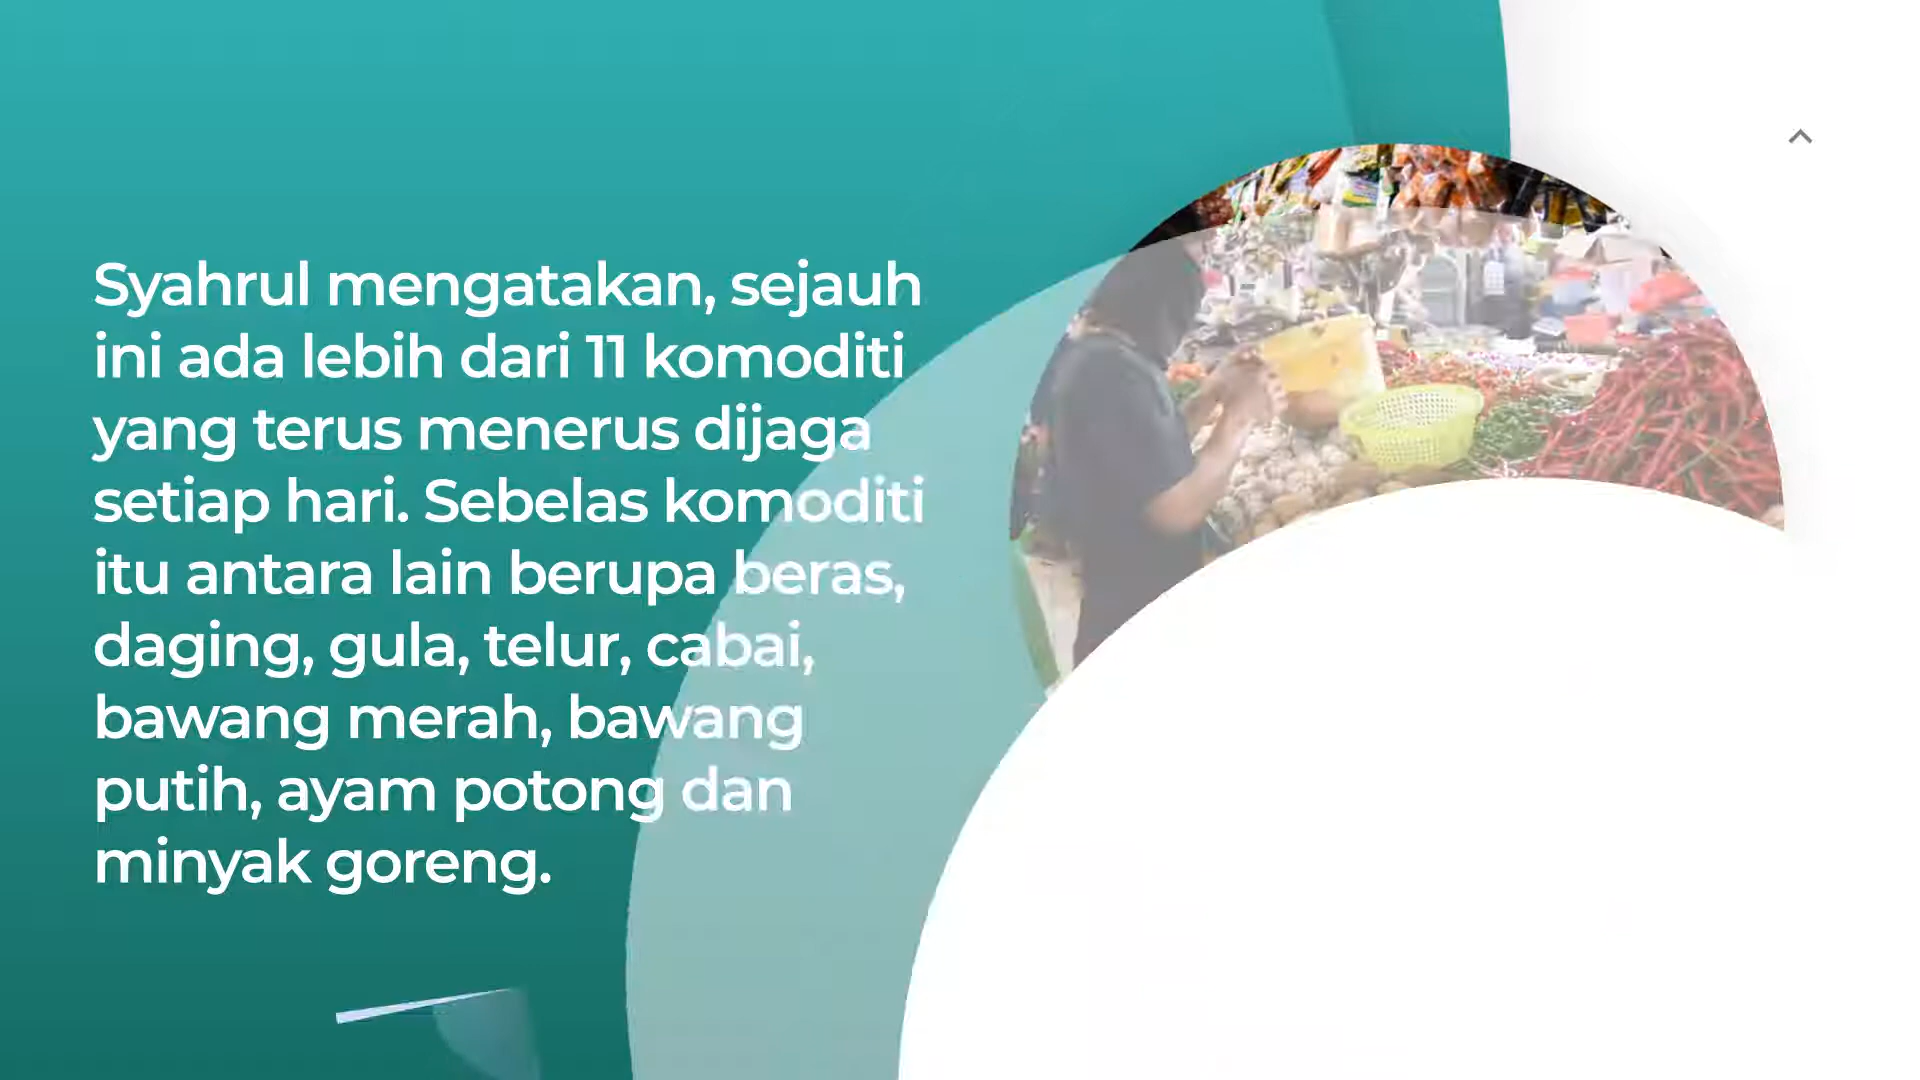 Syahrul mengatakan, sejauh
ini ada lebih dari 11 komoditi
yang terus menerus dijaga
setiap hari. Sebelas komoditi
itu antara lain berupa beras,
daging, gula, telur, cabai,
bawang merah, bawang
putih, ayam potong dan
minyak goreng.